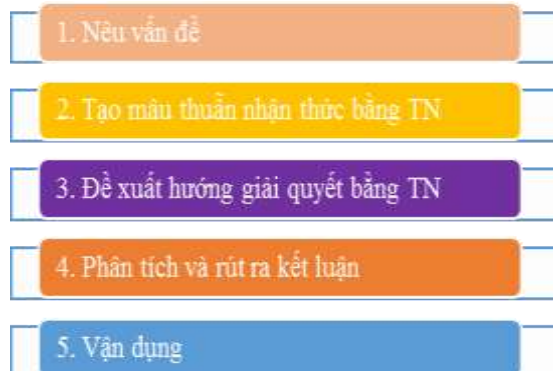 1. Nêu vấn đề
2. Tạo mâu thuẫn nhận thức bằng TN
3. Đề xuất hướng giải quyết bằng TN
4. Phân tích và rút ra kết luận
5. Vận dụng